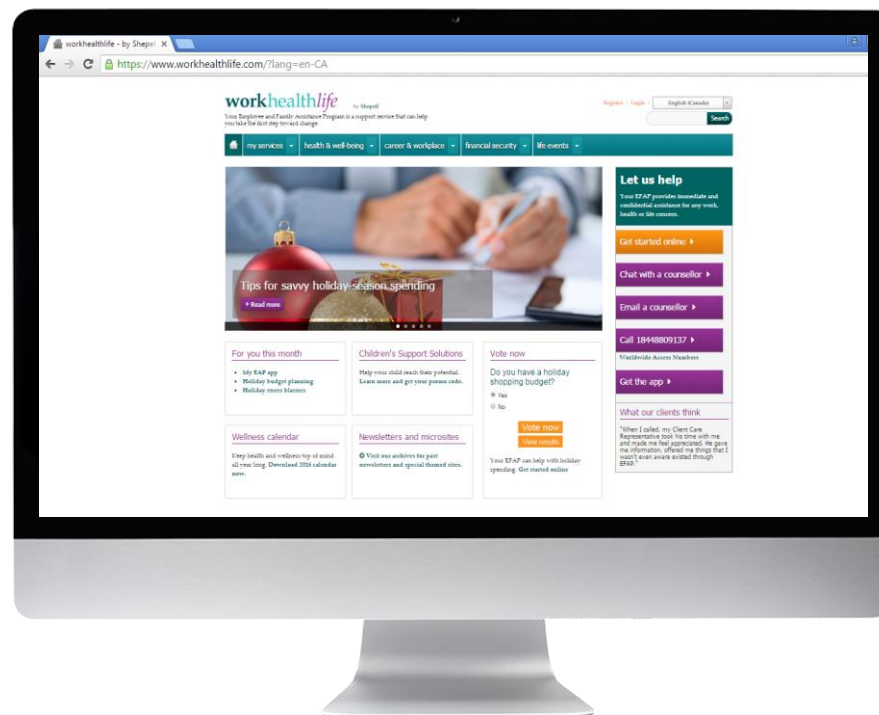 workhealthlife - by Shepel
https://www.workhealthlife.com/?lang=en-CA
workhealthlife by Shepell
Your Employee and Family Assistance Program is a support service that can help
you take the first step toward change
Register | Login | English (Canada)
Search
my services health & well-being career & workplace financial security life events
Tips for savvy holiday-season spending
Read more
Let us help
Your EFAP provides immediate and
confidential assistance for any work,
health or life concern.
Get started online
Chat with a counsellor
Email a counsellor
Call 18448809137
Worldwide Access Numbers
Get the app
What our clients think
"When I called, my Client Care
Representative took his time with me
and made me feel appreciated. He gave
me information, offered me things that I
wasn't even aware existed through
EFAP."
For you this month
My EAP app
Holiday budget planning
Holiday stress blasters
Children's Support Solutions
Help your child reach their potential.
Learn more and get your promo code.
Vote now
Do you have a holiday
shopping budget?
Yes
No
Vote now
View results
Your EFAP can help with holiday
spending. Get started online
Wellness calendar
Keep health and wellness top of mind
all year long. Download 2016 calendar
now.
Newsletters and microsites
Visit our archives for past
newsletters and special themed sites.